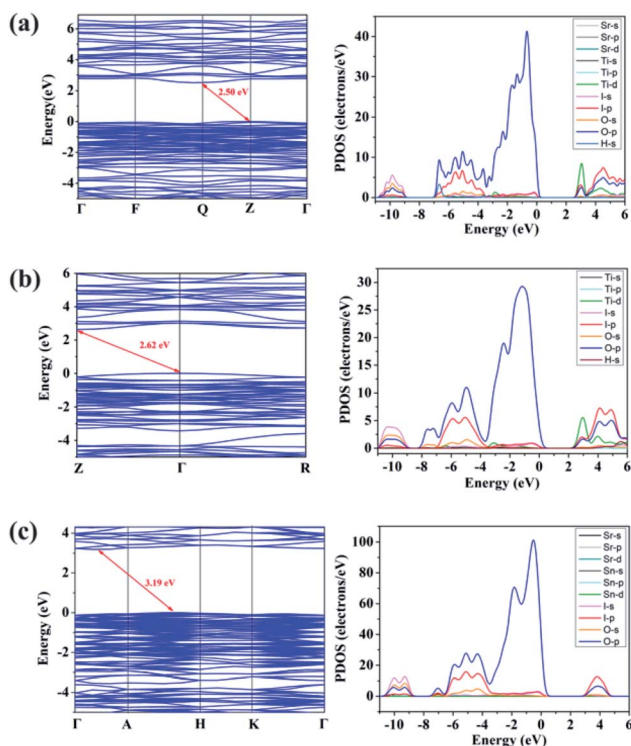 (a)
Energy(eV)
6
4
2
0
-2
-4
2.50 eV
Γ F Q Z Γ
PDOS (electrons/eV)
40
30
20
10
0
-10 -8 -6 -4 -2 0 2 4 6
Energy (eV)
Sr-s
Sr-p
Sr-d
Ti-s
Ti-p
Ti-d
I-s
I-p
O-s
O-p
H-s
(b)
Energy (eV)
6
4
2
0
-2
-4
2.62 eV
Z Γ R
PDOS (electrons/eV)
30
25
20
15
10
5
0
-10 -8 -6 -4 -2 0 2 4 6
Energy (eV)
Ti-s
Ti-p
Ti-d
I-s
I-p
O-s
O-p
H-s
(c)
Energy (eV)
4
2
0
-2
-4
3.19 eV
Γ A H K Γ
PDOS (electrons/eV)
100
80
60
40
20
0
-10 -8 -6 -4 -2 0 2 4 6
Energy (eV)
Sr-s
Sr-p
Sr-d
Sn-s
Sn-p
Sn-d
I-s
I-p
O-s
O-p